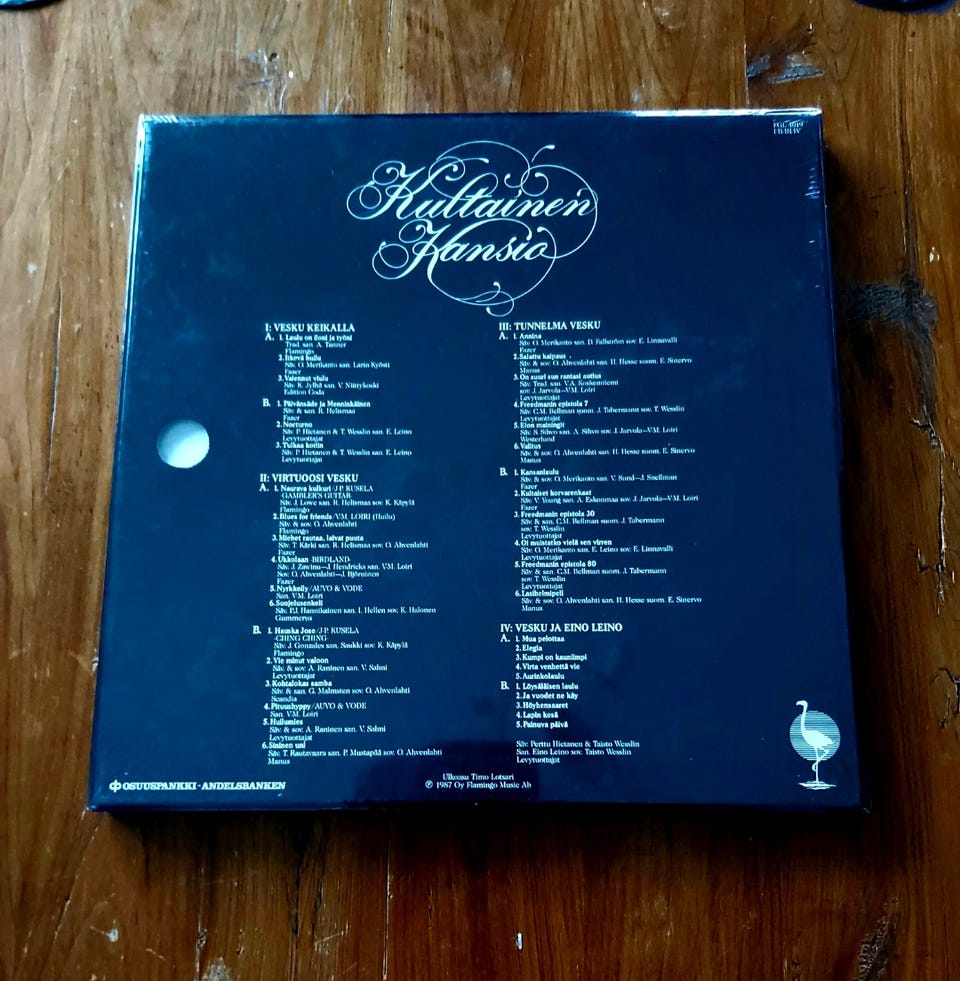 Kultainen
Kansio
I: VESKU KEIKALLA
A. 1. Laulu on iloni ja työni
Trad. san. A. Tanner
Flamingo
2. Itkevä huilu
Säv. O. Merikanto san. Larin Kyösti
Fazer
3. Vaiennut viulu
Säv. K. Jylhä san. V. Niittykoski
Edition Coda
B. 1. Päivänsäde ja Menninkäinen
Säv & san. R. Helismaa
Fazer
2. Nocturno
Säv. P. Hietanen & T. Wesslin san. E. Leino
Levytuottajat
3. Tulkaa kotiin
Säv. P. Hietanen & T. Wesslin san. E. Leino
Levytuottajat
II: VIRTUOOSI VESKU
A. 1. Naurava kulkuri/J.P. KUSELA
-GAMBLER'S GUITAR-
Säv. J. Lowe san. R. Helismaa sov. K. Käpylä
Flamingo
2. Blues for friends/V.M. LOIRI (Huilu)
Säv. & sov. O. Ahvenlahti
Flamingo
3. Miehet rautaa, laivat puuta
Säv. T. Kärki san. R. Helismaa sov. O. Ahvenlahti
Fazer
4. Ukkolaan -BIRDLAND-
Säv. J. Zawinu—J. Hendricks san. V.M. Loiri
Sov. O. Ahvenlahti—J. Björninen
Fazer
5. Nyrkkeily/AUVO & VODE
San. V.M. Loiri
6. Suojelusenkeli
Säv. P.J. Hannikainen san. I. Hellen sov. K. Halonen
Gummerus
B. 1. Hauska Jose/J.P. KUSELA
-CHING CHING-
Säv. J. Gonzales san. Saukki sov. K. Käpylä
Flamingo
2. Vie minut valoon
Säv. & sov. A. Raninen san. V. Salmi
Levytuottajat
3. Kohtalokas samba
Säv. & san. G. Malmsten sov. O. Ahvenlahti
Scandia
4. Pituushyppy/AUVO & VODE
San. V.M. Loiri
5. Huilumies
Säv. & sov. A. Raninen san. V. Salmi
Levytuottajat
6. Sininen uni
Säv. T. Rautavaara san. P. Mustapää sov. O. Ahvenlahti
Manus
III: TUNNELMA VESKU
A. 1. Annina
Säv. O. Merikanto san. D. Fallström sov. E. Linnavalli
Fazer
2. Salattu kaipaus
Säv. & sov. O. Ahvenlahti san. H. Hesse suom. E. Sinervo
Manus
3. On suuri sun rantasi autius
Säv. Trad. san. V.A. Koskenniemi
sov. J. Jarvola—V.M. Loiri
Levytuottajat
4. Fredmanin epistola 7
Säv. C.M. Bellman suom. J. Tabermann sov. T. Wesslin
Levytuottajat
5. Elon mainingit
Säv. S. Sihvo san. A. Sihvo sov. J. Jarvola—V.M. Loiri
Westerlund
6. Valitus
Säv. & sov. O. Ahvenlahti san. H. Hesse suom. E. Sinervo
Manus
B. 1. Kansanlaulu
Säv. & sov. O. Merikanto san. V. Sund—J. Snellman
Fazer
2. Kultaiset korvarenkaat
Säv. V. Young san. A. Eskonmaa sov. J. Jarvola—V.M. Loiri
Fazer
3. Fredmanin epistola 30
Säv. & san. C.M. Bellman suom. J. Tabermann
sov. T. Wesslin
Levytuottajat
4. Oi muistatko vielä sen virren
Säv. O. Merikanto san. E. Leino sov. E. Linnavalli
Levytuottajat
5. Fredmanin epistola 80
Säv. & san. C.M. Bellman suom. J. Tabermann
sov. T. Wesslin
Levytuottajat
6. Lasihelmipeli
Säv. & sov. O. Ahvenlahti san. H. Hesse suom. E. Sinervo
Manus
IV: VESKU JA EINO LEINO
A. 1. Mua pelottaa
2. Elegia
3. Kumpi on kauniimpi
4. Virta venhettä vie
5. Aurinkolaulu
B. 1. Löysäläisen laulu
2. Ja vuodet ne käy
3. Höyhensaaret
4. Lapin kesä
5. Painuva päivä
Säv. Perttu Hietanen & Taisto Wesslin
San. Eino Leino sov. Taisto Wesslin
Levytuottajat
OSUUSPANKKI - ANDELSBANKEN
Ulkoasu Timo Lotsari
℗ 1987 Oy Flamingo Music Ab